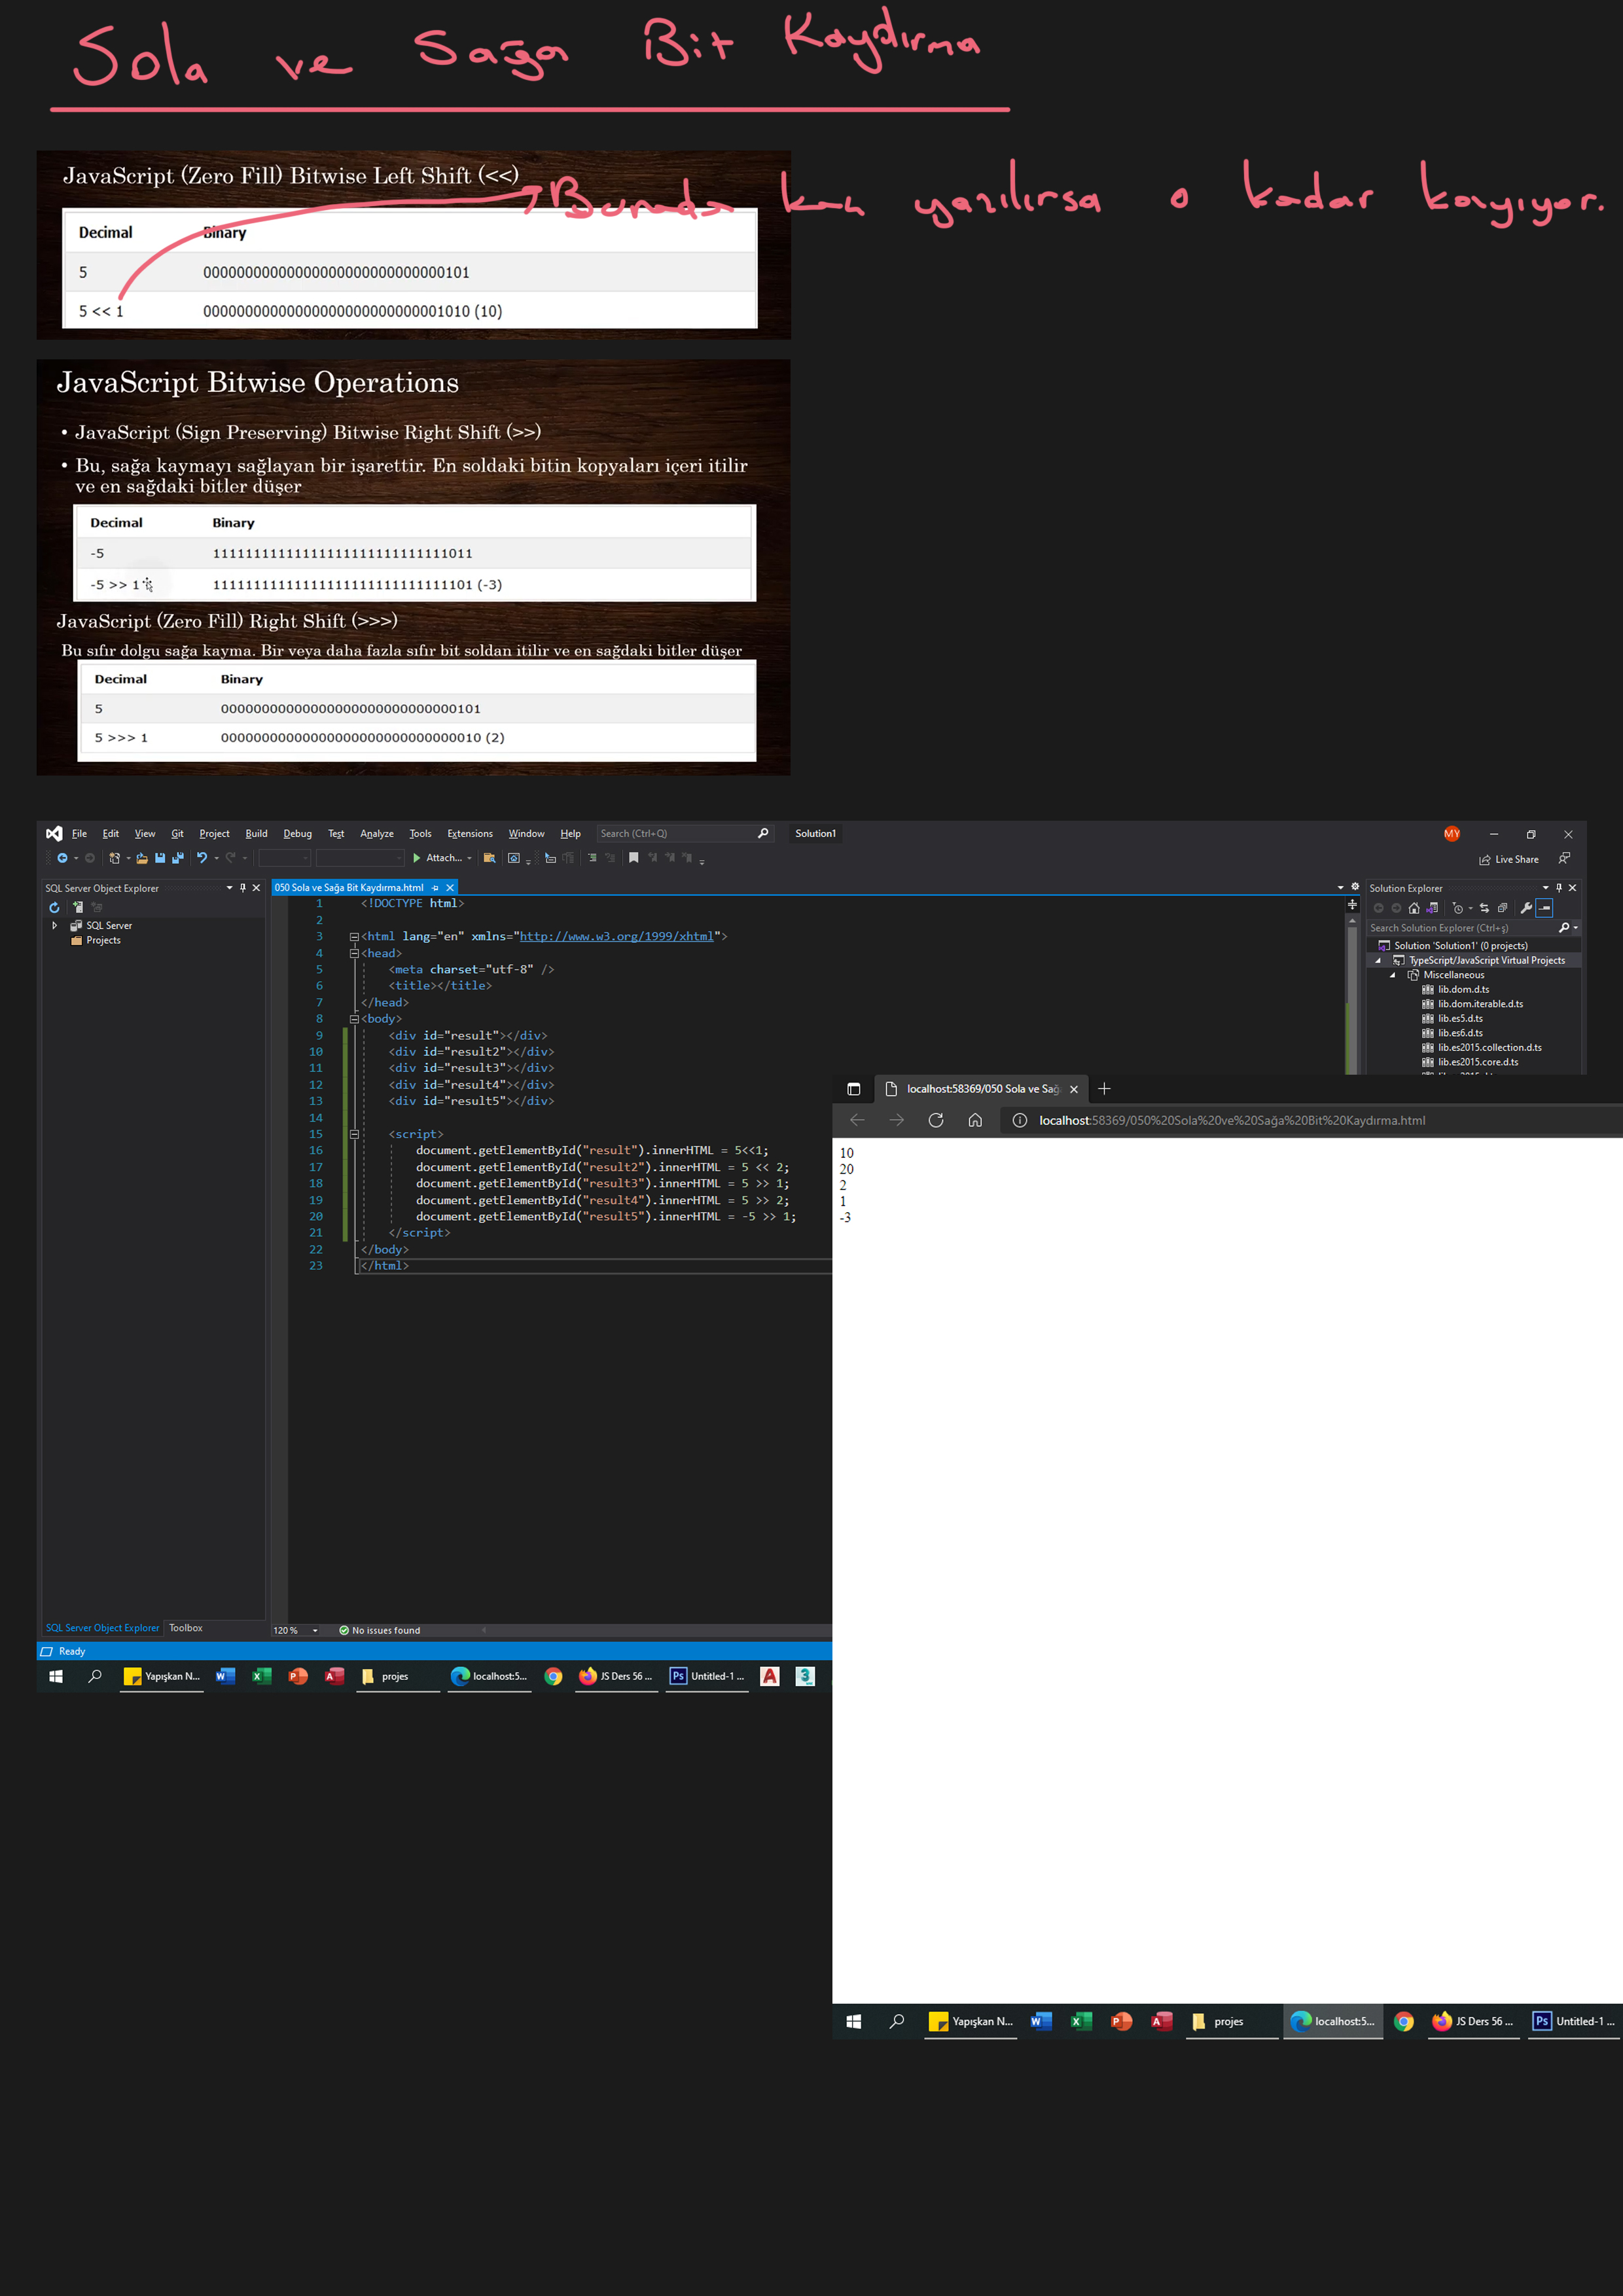 Sola ve Sağa Bit Kaydırma
JavaScript (Zero Fill) Bitwise Left Shift (<<)
Burada kaç yazılırsa o kadar kayıyor.
Decimal Binary
5 00000000000000000000000000000101
5 << 1 00000000000000000000000000001010 (10)
JavaScript Bitwise Operations
• JavaScript (Sign Preserving) Bitwise Right Shift (>>)
• Bu, sağa kaymayı sağlayan bir işarettir. En soldaki bitin kopyaları içeri itilir
ve en sağdaki bitler düşer
Decimal Binary
-5 11111111111111111111111111111011
-5 >> 1 11111111111111111111111111111101 (-3)
JavaScript (Zero Fill) Right Shift (>>>)
Bu sıfır dolgu sağa kayma. Bir veya daha fazla sıfır bit soldan itilir ve en sağdaki bitler düşer
Decimal Binary
5 00000000000000000000000000000101
5 >>> 1 00000000000000000000000000000010 (2)
File Edit View Git Project Build Debug Test Analyze Tools Extensions Window Help Search (Ctrl+Q) Solution1 MY
Attach... Live Share
SQL Server Object Explorer
SQL Server
Projects
050 Sola ve Sağa Bit Kaydırma.html
1 <!DOCTYPE html>
2
3 <html lang="en" xmlns="http://www.w3.org/1999/xhtml">
4 <head>
5 <meta charset="utf-8" />
6 <title></title>
7 </head>
8 <body>
9 <div id="result"></div>
10 <div id="result2"></div>
11 <div id="result3"></div>
12 <div id="result4"></div>
13 <div id="result5"></div>
14
15 <script>
16 document.getElementById("result").innerHTML = 5<<1;
17 document.getElementById("result2").innerHTML = 5 << 2;
18 document.getElementById("result3").innerHTML = 5 >> 1;
19 document.getElementById("result4").innerHTML = 5 >> 2;
20 document.getElementById("result5").innerHTML = -5 >> 1;
21 </script>
22 </body>
23 </html>
Solution Explorer
Search Solution Explorer (Ctrl+ş)
Solution 'Solution1' (0 projects)
TypeScript/JavaScript Virtual Projects
Miscellaneous
lib.dom.d.ts
lib.dom.iterable.d.ts
lib.es5.d.ts
lib.es6.d.ts
lib.es2015.collection.d.ts
lib.es2015.core.d.ts
localhost:58369/050 Sola ve Sağ
localhost:58369/050%20Sola%20ve%20Sağa%20Bit%20Kaydırma.html
10
20
2
1
-3
SQL Server Object Explorer Toolbox
120 % No issues found
Ready
Yapışkan N... projes localhost:5... JS Ders 56 ... Ps Untitled-1 ...
Yapışkan N... projes localhost:5... JS Ders 56 ... Ps Untitled-1 ...